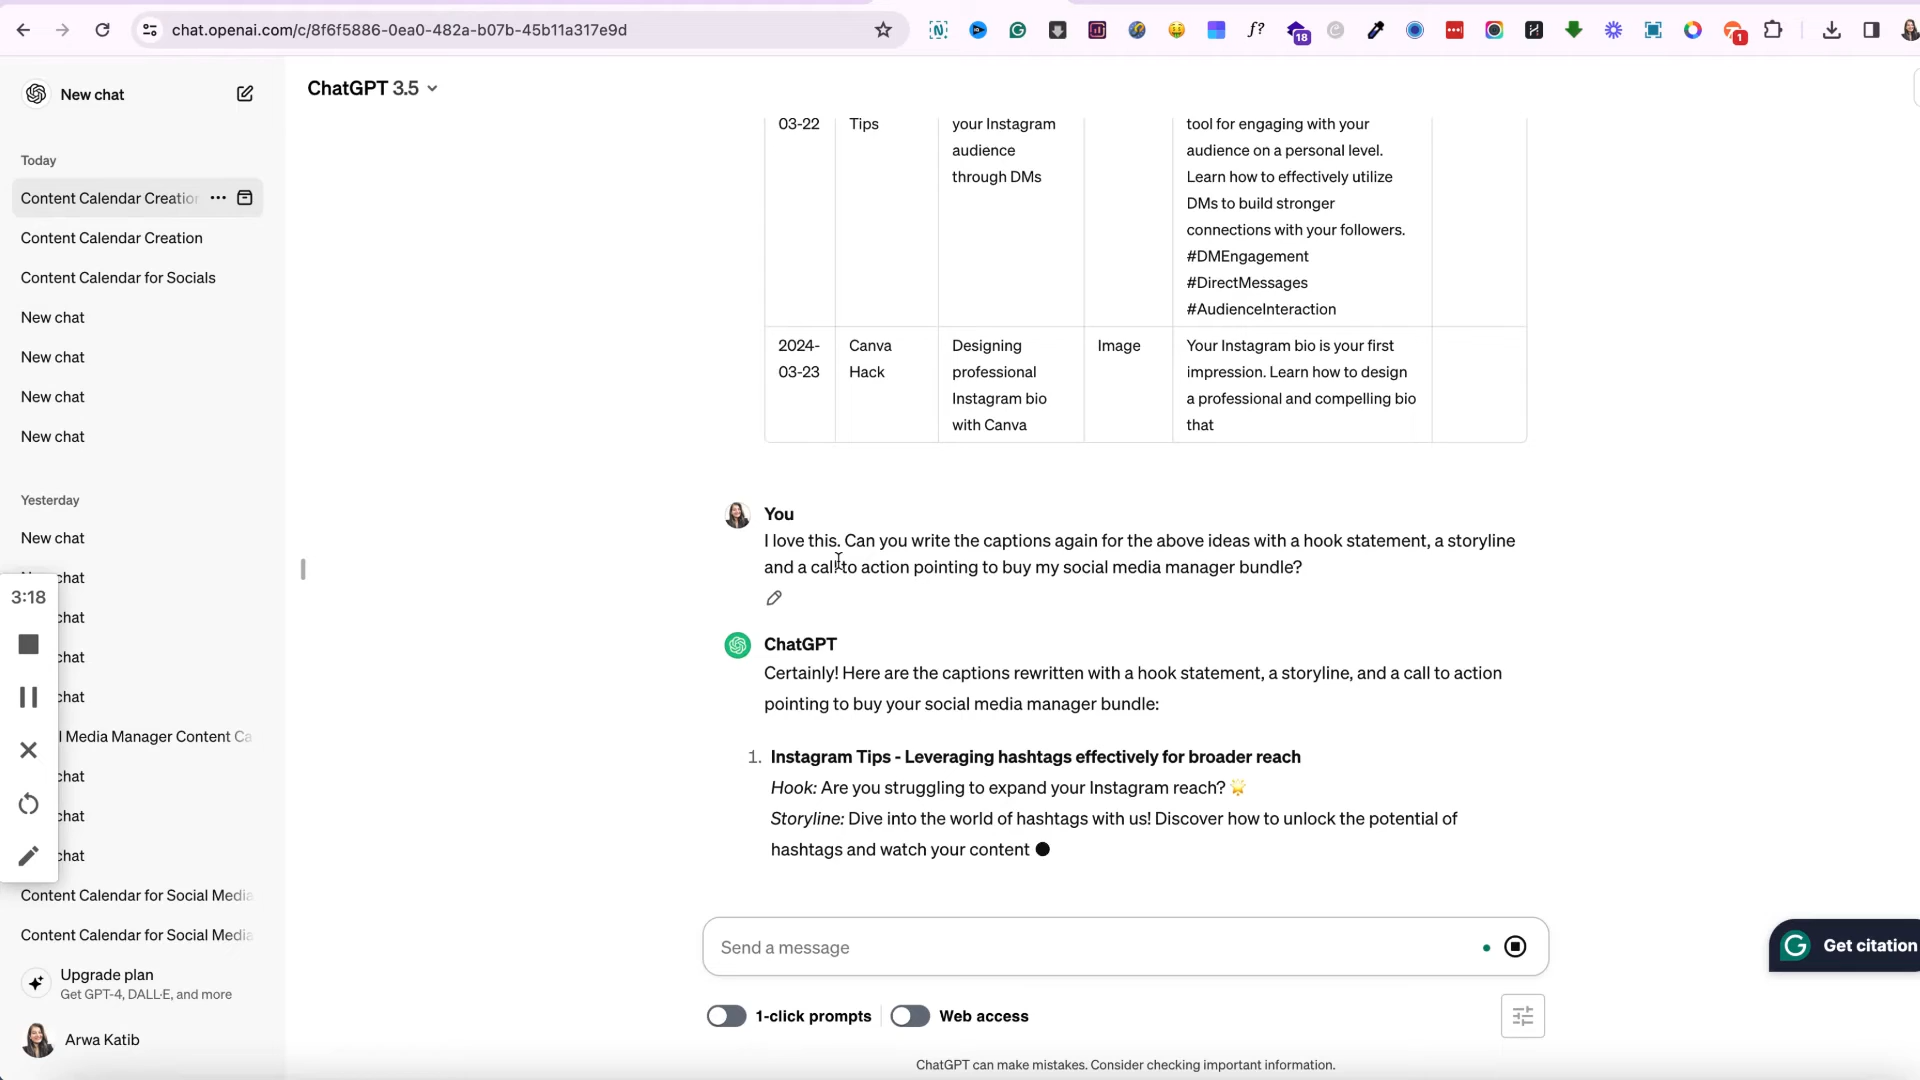 chat.openai.com/c/8f6f5886-0ea0-482a-b07b-45b11a317e9d
f?
18
1
New chat
ChatGPT 3.5
Today
Content Calendar Creation
Content Calendar Creation
Content Calendar for Socials
New chat
New chat
New chat
New chat
Yesterday
New chat
chat
chat
chat
chat
l Media Manager Content Ca
chat
chat
chat
Content Calendar for Social Media
Content Calendar for Social Media
Upgrade plan
Get GPT-4, DALL·E, and more
Arwa Katib
3:18
03-22
Tips
your Instagram
audience
through DMs
tool for engaging with your
audience on a personal level.
Learn how to effectively utilize
DMs to build stronger
connections with your followers.
#DMEngagement
#DirectMessages
#AudienceInteraction
2024-
03-23
Canva
Hack
Designing
professional
Instagram bio
with Canva
Image
Your Instagram bio is your first
impression. Learn how to design
a professional and compelling bio
that
You
I love this. Can you write the captions again for the above ideas with a hook statement, a storyline
and a call to action pointing to buy my social media manager bundle?
ChatGPT
Certainly! Here are the captions rewritten with a hook statement, a storyline, and a call to action
pointing to buy your social media manager bundle:
1. Instagram Tips - Leveraging hashtags effectively for broader reach
Hook: Are you struggling to expand your Instagram reach? 🌟
Storyline: Dive into the world of hashtags with us! Discover how to unlock the potential of
hashtags and watch your content
Send a message
1-click prompts
Web access
ChatGPT can make mistakes. Consider checking important information.
Get citation